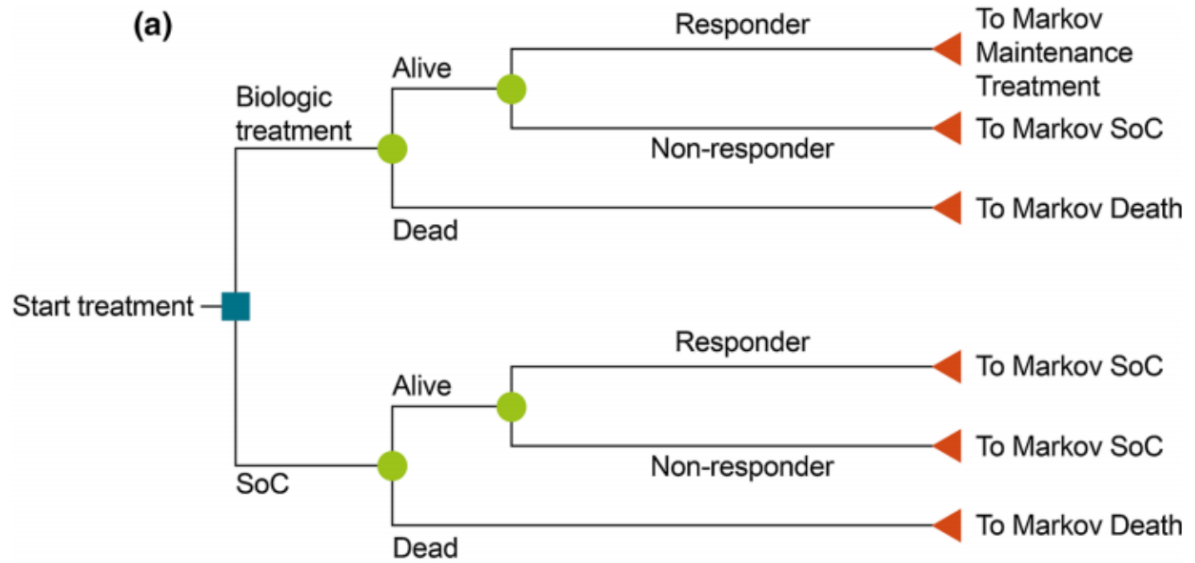 (a)
Responder
To Markov
Maintenance
Treatment
Alive
Biologic
treatment
To Markov SoC
Non-responder
To Markov Death
Dead
Start treatment
Responder
To Markov SoC
Alive
To Markov SoC
Non-responder
SoC
To Markov Death
Dead